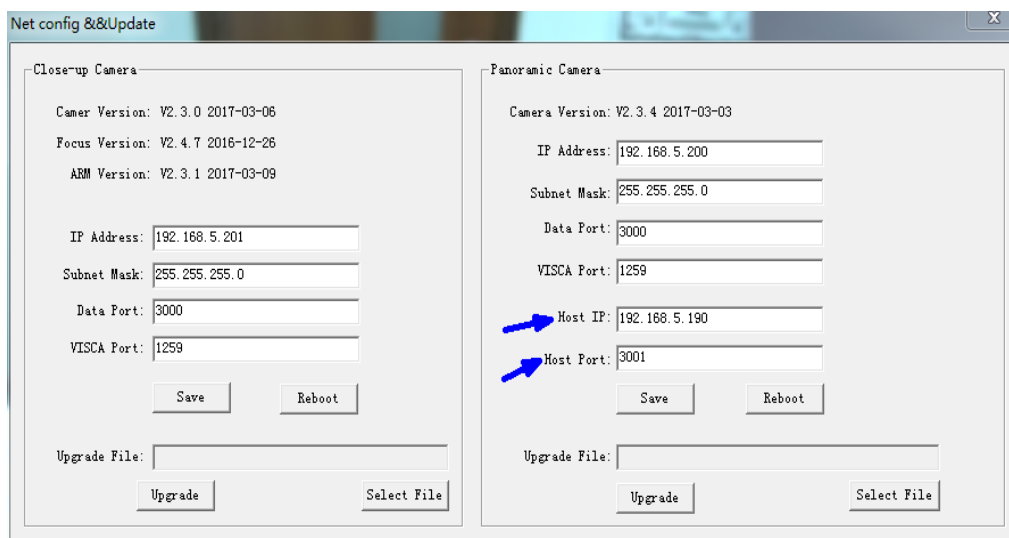 Net config &&Update
Close-up Camera
Camer Version: V2.3.0 2017-03-06
Focus Version: V2.4.7 2016-12-26
ARM Version: V2.3.1 2017-03-09
IP Address: 192.168.5.201
Subnet Mask: 255.255.255.0
Data Port: 3000
VISCA Port: 1259
Save Reboot
Upgrade File:
Upgrade Select File
Panoramic Camera
Camera Version: V2.3.4 2017-03-03
IP Address: 192.168.5.200
Subnet Mask: 255.255.255.0
Data Port: 3000
VISCA Port: 1259
Host IP: 192.168.5.190
Host Port: 3001
Save Reboot
Upgrade File:
Upgrade Select File